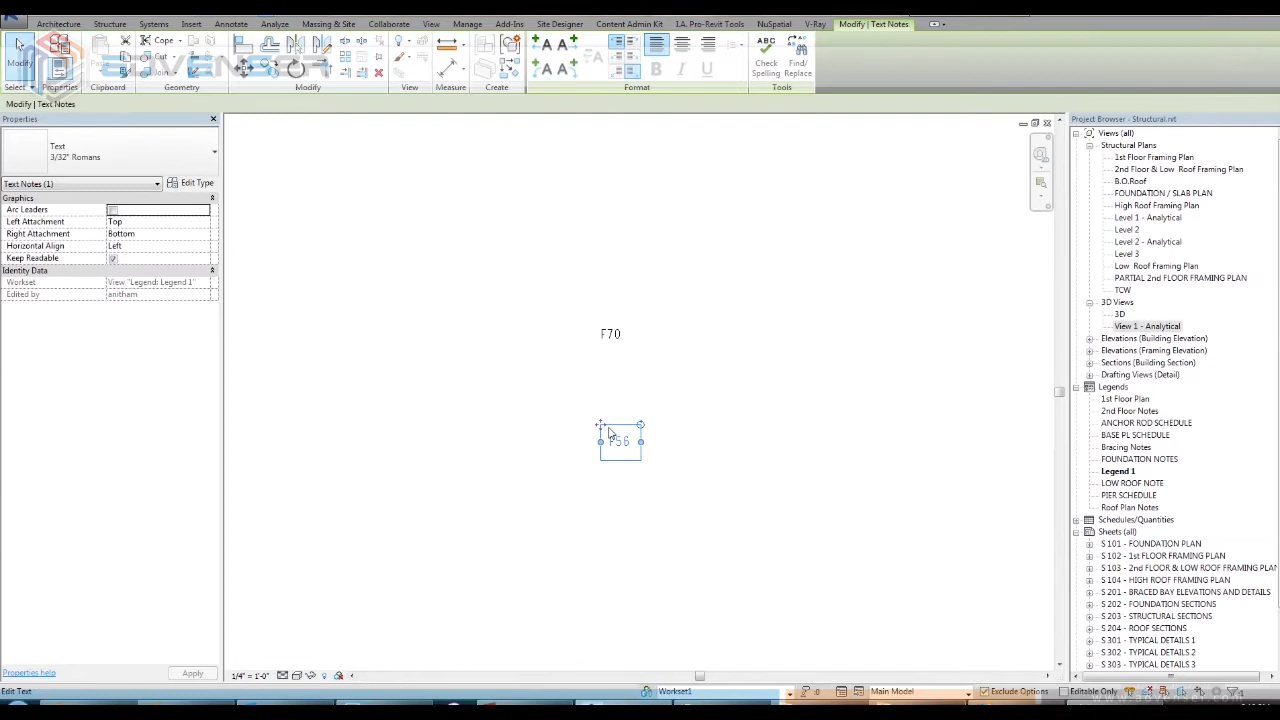 Architecture Structure Systems Insert Annotate Analyze Massing & Site Collaborate View Manage Add-Ins Site Designer Content Admin Kit I.A. Pro-Revit Tools NuSpatial V-Ray Modify | Text Notes
Modify Cope Cut Join A A A A A B I U ABC Check Spelling Find/ Replace
Select Properties Clipboard Geometry Modify View Measure Create Format Tools
Modify | Text Notes
Properties
Text
3/32" Romans
Text Notes (1) Edit Type
Graphics
Arc Leaders
Left Attachment Top
Right Attachment Bottom
Horizontal Align Left
Keep Readable
Identity Data
Workset View "Legend: Legend 1"
Edited by anitham
Properties help Apply
F70
F56
1/4" = 1'-0"
Project Browser - Structural.rvt
Views (all)
Structural Plans
1st Floor Framing Plan
2nd Floor & Low Roof Framing Plan
B.O.Roof
FOUNDATION / SLAB PLAN
High Roof Framing Plan
Level 1 - Analytical
Level 2
Level 2 - Analytical
Level 3
Low Roof Framing Plan
PARTIAL 2nd FLOOR FRAMING PLAN
TCW
3D Views
3D
View 1 - Analytical
Elevations (Building Elevation)
Elevations (Framing Elevation)
Sections (Building Section)
Drafting Views (Detail)
Legends
1st Floor Plan
2nd Floor Notes
ANCHOR ROD SCHEDULE
BASE PL SCHEDULE
Bracing Notes
FOUNDATION NOTES
Legend 1
LOW ROOF NOTE
PIER SCHEDULE
Roof Plan Notes
Schedules/Quantities
Sheets (all)
S 101 - FOUNDATION PLAN
S 102 - 1st FLOOR FRAMING PLAN
S 103 - 2nd FLOOR & LOW ROOF FRAMING PLAN
S 104 - HIGH ROOF FRAMING PLAN
S 201 - BRACED BAY ELEVATIONS AND DETAILS
S 202 - FOUNDATION SECTIONS
S 203 - STRUCTURAL SECTIONS
S 204 - ROOF SECTIONS
S 301 - TYPICAL DETAILS 1
S 302 - TYPICAL DETAILS 2
S 303 - TYPICAL DETAILS 3
Edit Text Workset1 :0 Main Model Exclude Options Editable Only :1